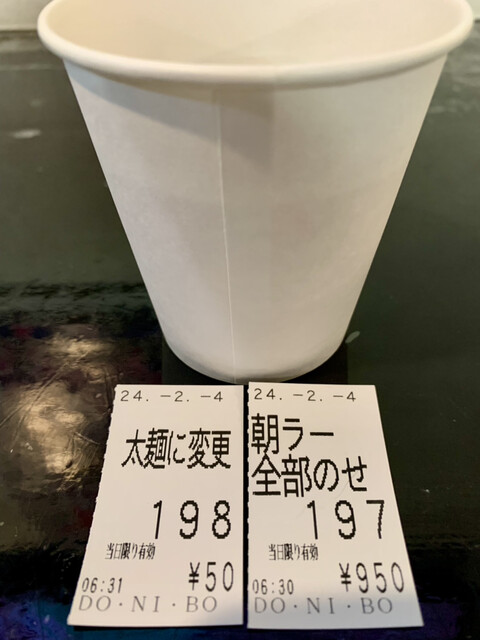 24.-2.-4
太麺に変更
198
当日限り有効
06:31 ¥50
DO・NI・BO
24.-2.-4
朝ラー
全部のせ
197
当日限り有効
06:30 ¥950
DO・NI・BO